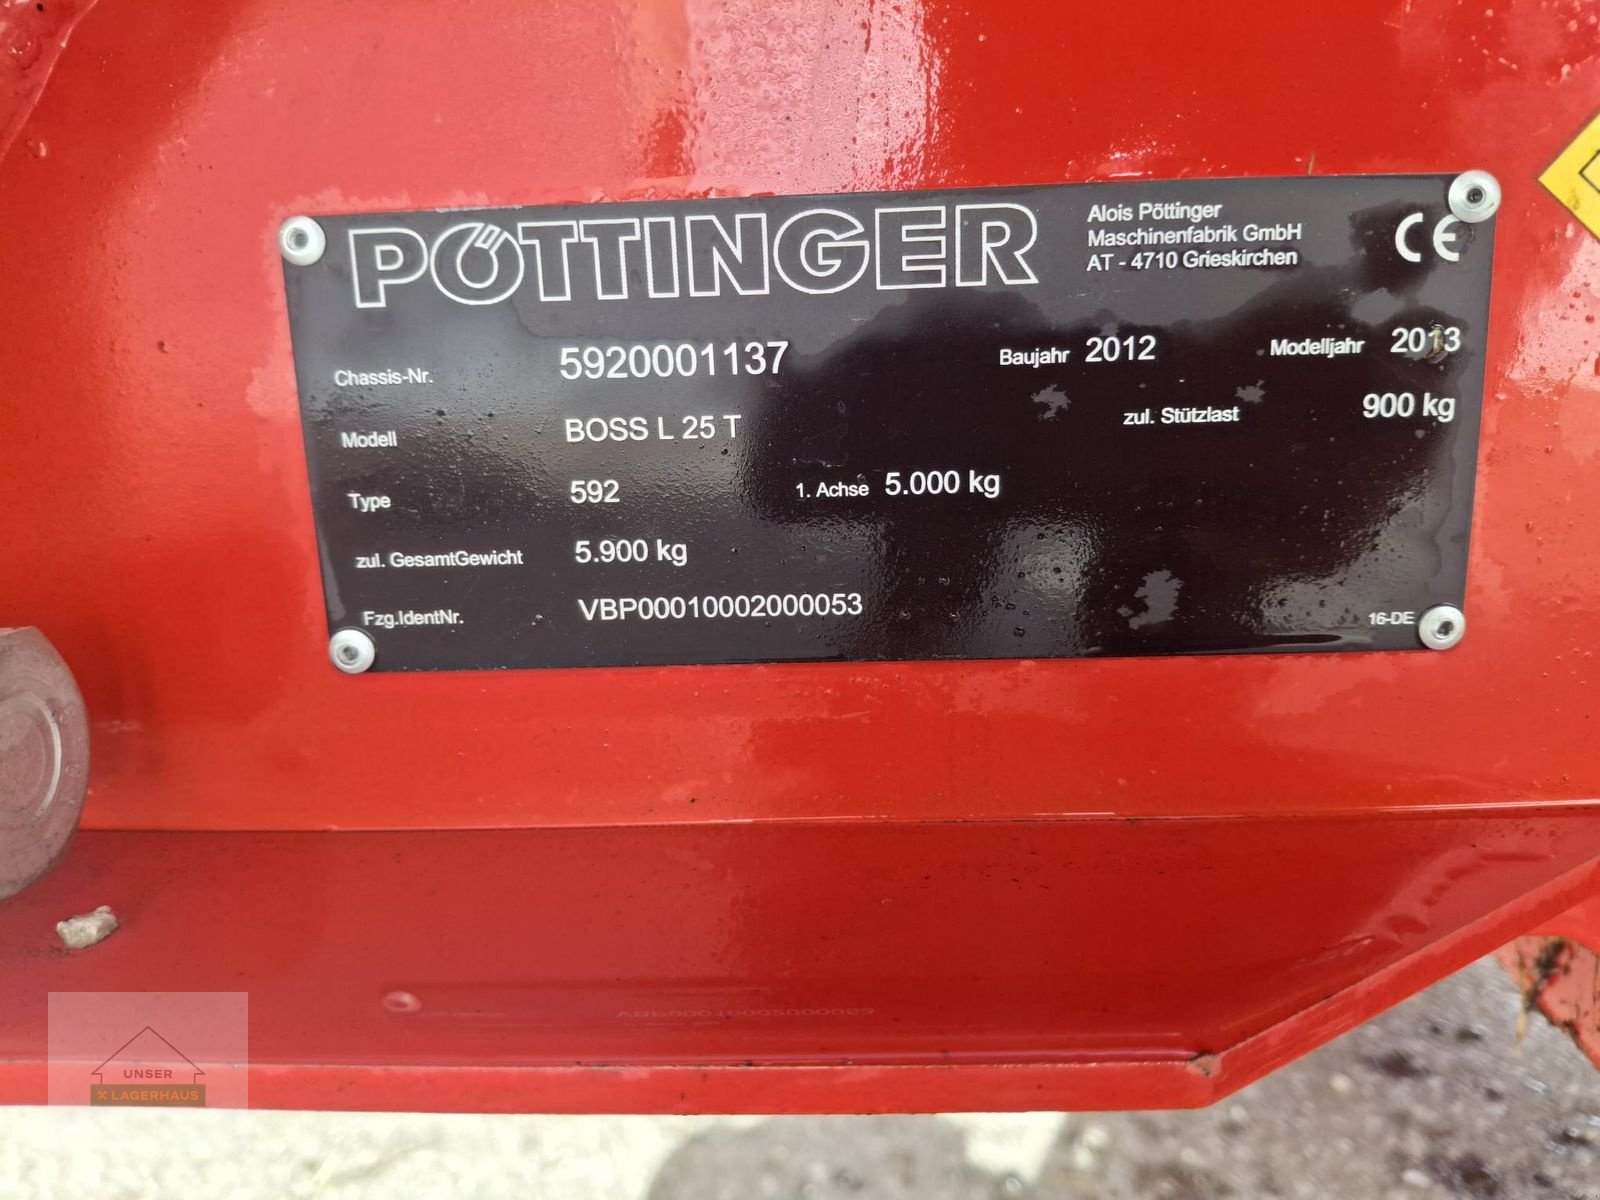 PÖTTINGER
Alois Pöttinger
Maschinenfabrik GmbH
AT - 4710 Grieskirchen
CE
Chassis-Nr. 5920001137 Baujahr 2012 Modelljahr 2013
Modell BOSS L 25 T zul. Stützlast 900 kg
Type 592 1. Achse 5.000 kg
zul. GesamtGewicht 5.900 kg
Fzg.IdentNr. VBP00010002000053
16-DE
UNSER
X LAGERHAUS